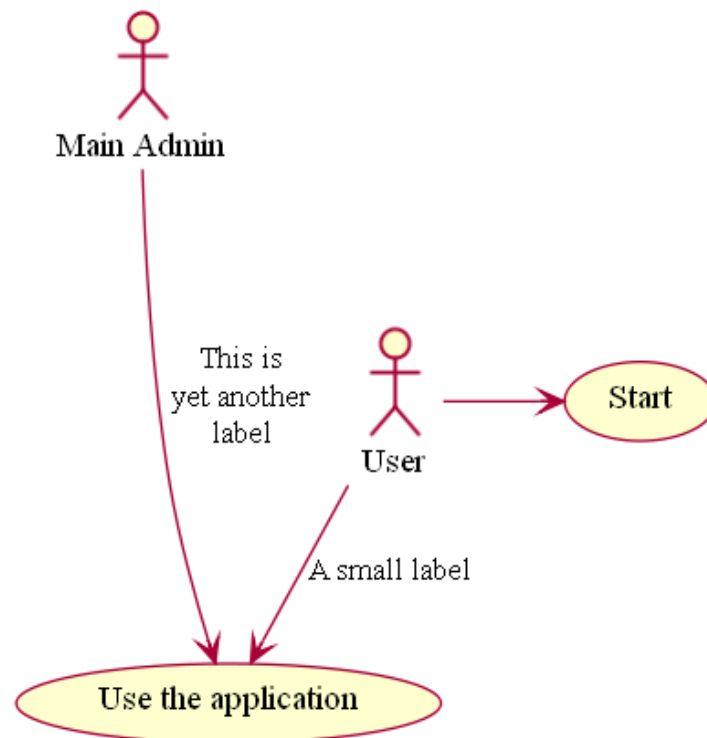 Main Admin
This is
yet another
label
User
Start
A small label
Use the application